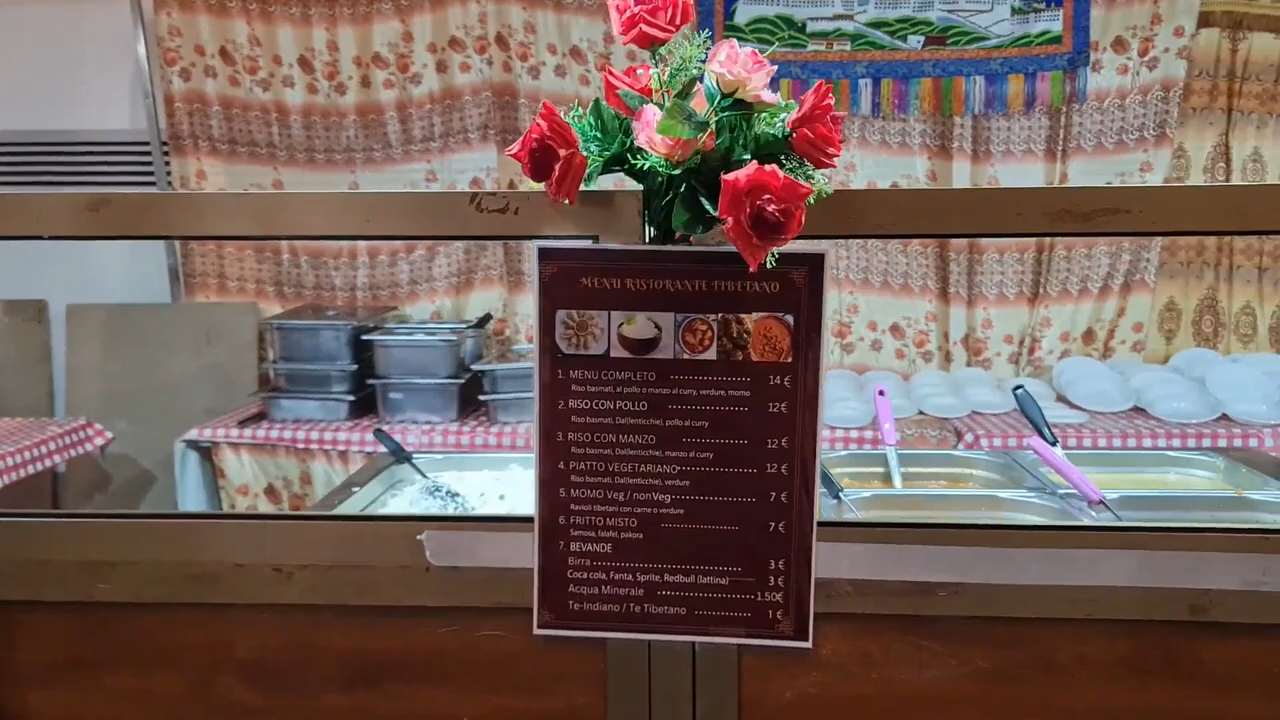 MENU RISTORANTE TIBETANO
1. MENU COMPLETO ................... 14 €
Riso basmati, al pollo o manzo al curry, verdure, momo
2. RISO CON POLLO ................... 12€
Riso basmati, Dal(lenticchie), pollo al curry
3. RISO CON MANZO ................ 12 €
Riso basmati, Dal(lenticchie), manzo al curry
4. PIATTO VEGETARIANO................... 12 €
Riso basmati, Dal(lenticchie), verdure
5. MOMO Veg / nonVeg..................... 7 €
Ravioli tibetani con carne o verdure
6. FRITTO MISTO ................... 7 €
Samosa, falafel, pakora
7. BEVANDE
Birra ..................................... 3 €
Coca cola, Fanta, Sprite, Redbull (lattina) ........ 3 €
Acqua Minerale ........................1.50€
Te-Indiano / Te Tibetano .............. 1 €